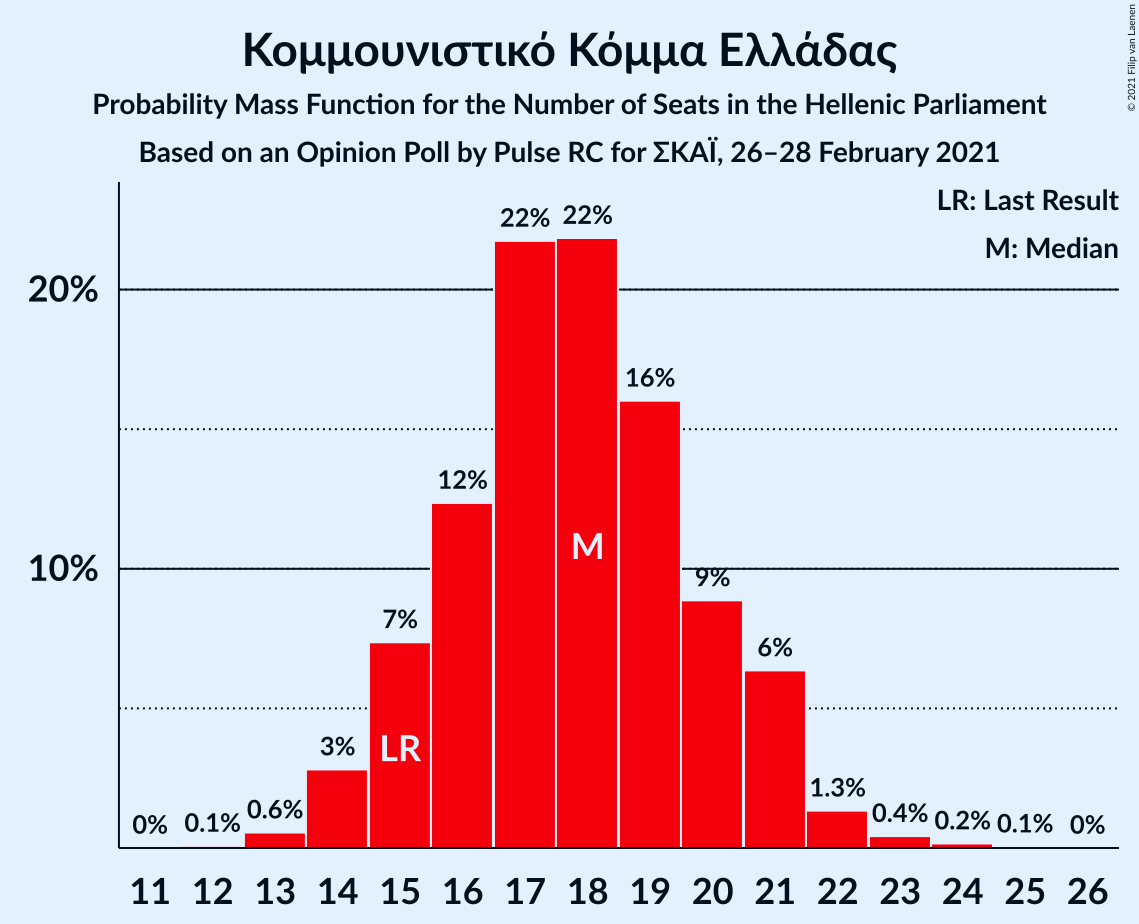 Κομμουνιστικό Κόμμα Ελλάδας
Probability Mass Function for the Number of Seats in the Hellenic Parliament
Based on an Opinion Poll by Pulse RC for ΣΚΑΪ, 26–28 February 2021
© 2021 Filip van Laenen
LR: Last Result
M: Median
20%
10%
0%
0.1%
0.6%
3%
7%
12%
22%
22%
16%
9%
6%
1.3%
0.4%
0.2%
0.1%
0%
LR
M
11 12 13 14 15 16 17 18 19 20 21 22 23 24 25 26